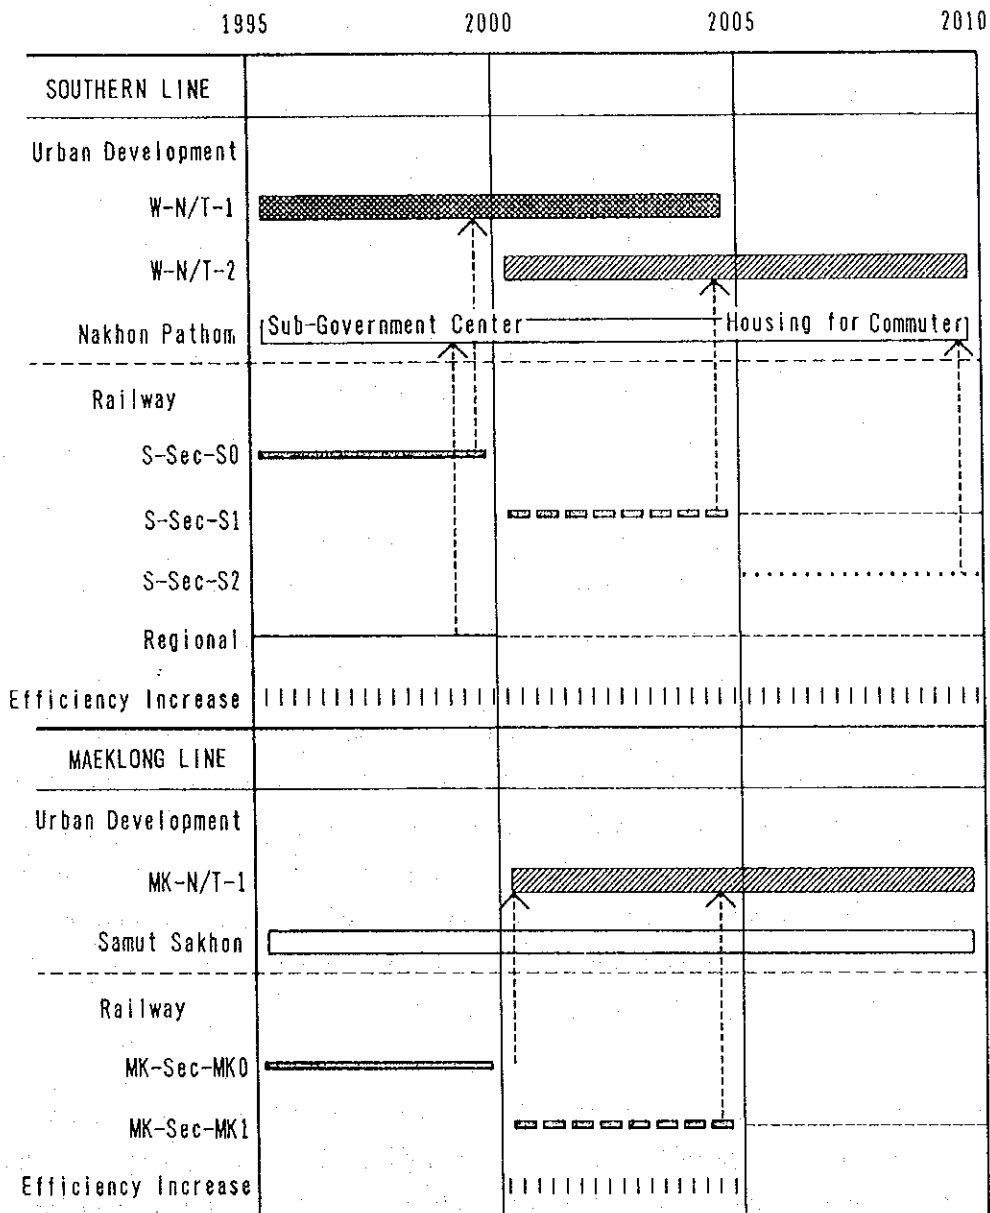 1995 2000 2005 2010
SOUTHERN LINE
Urban Development
W-N/T-1
W-N/T-2
Nakhon Pathom Sub-Government Center Housing for Commuter
Railway
S-Sec-S0
S-Sec-S1
S-Sec-S2
Regional
Efficiency Increase
MAEKLONG LINE
Urban Development
MK-N/T-1
Samut Sakhon
Railway
MK-Sec-MK0
MK-Sec-MK1
Efficiency Increase